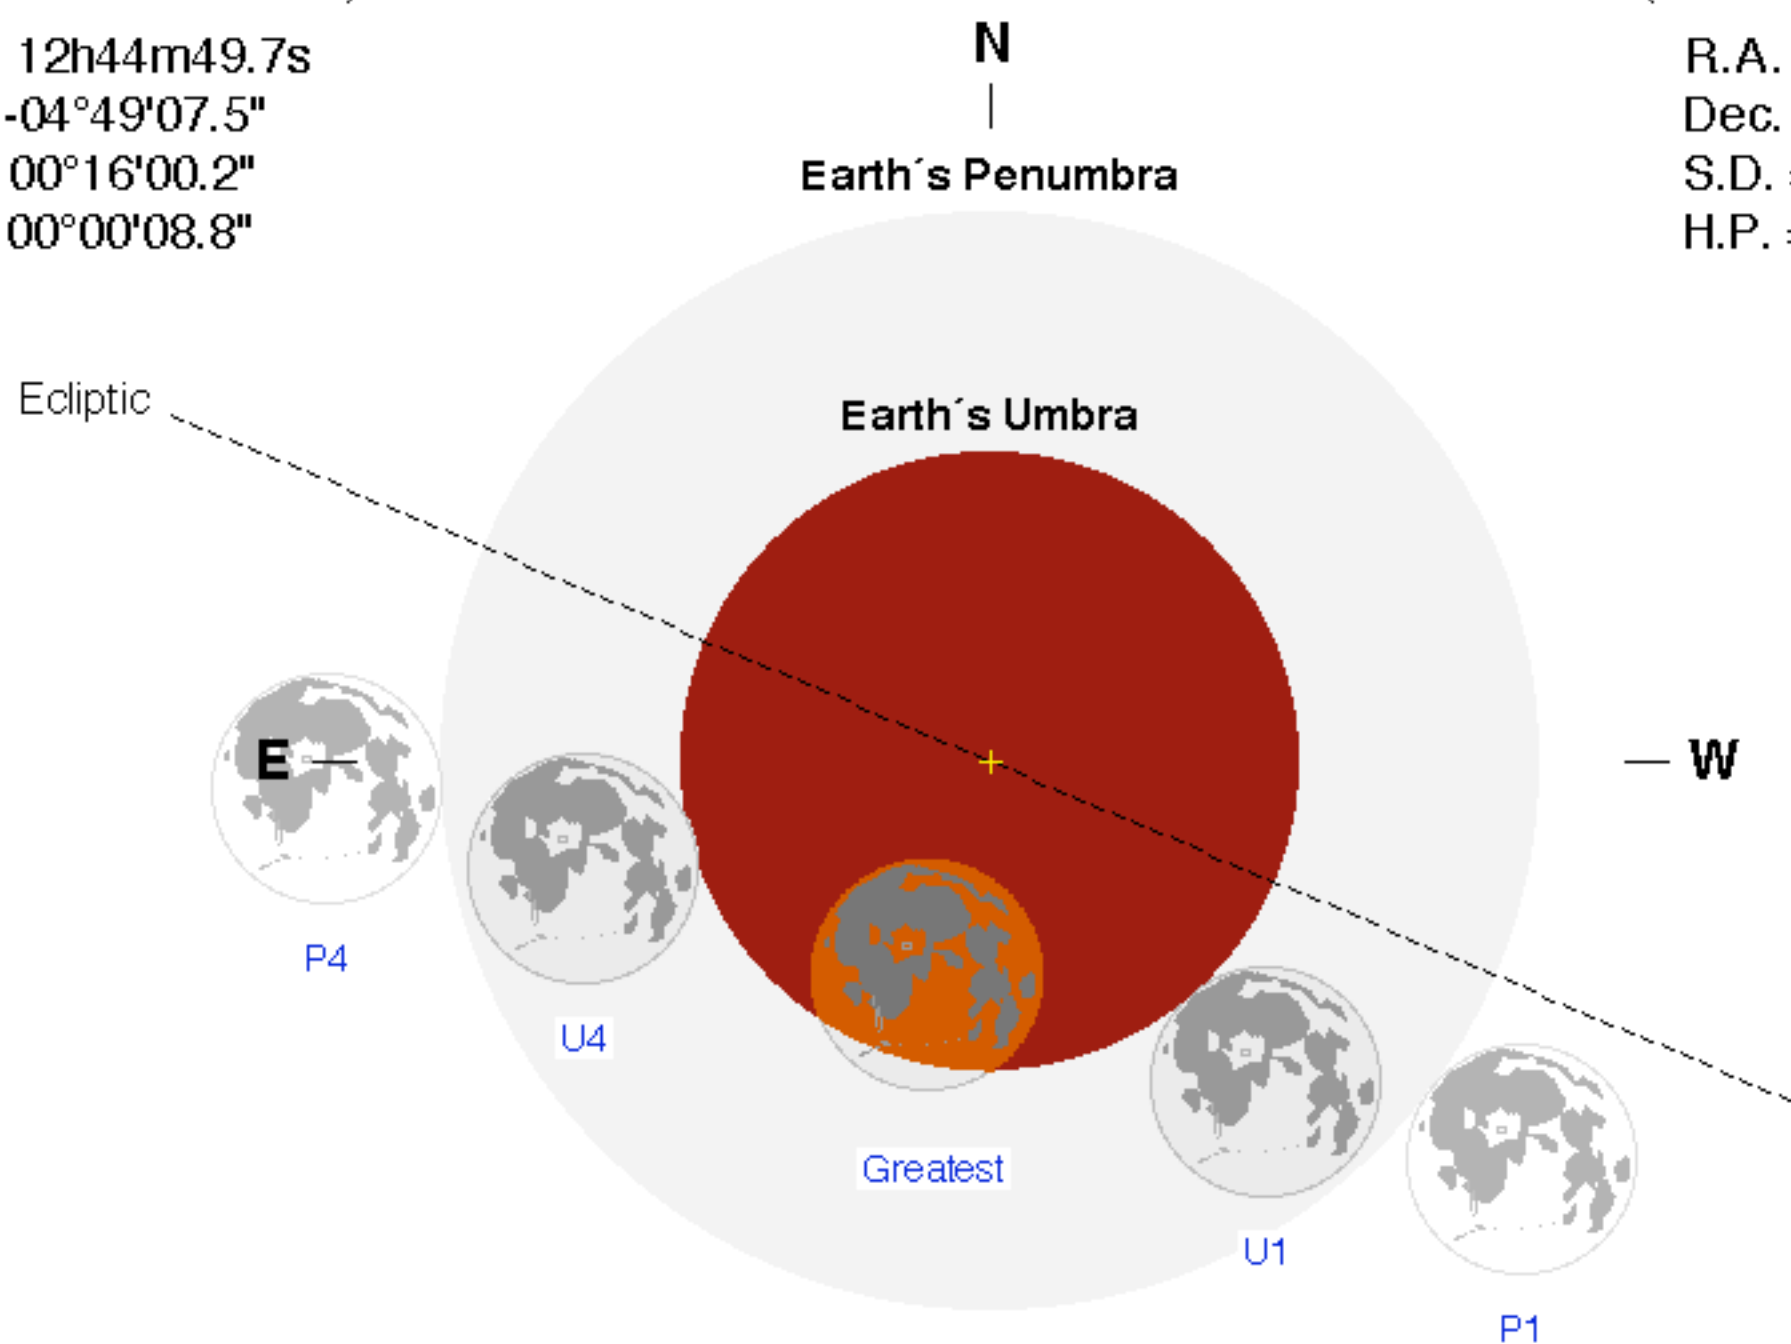 12h44m49.7s
-04°49'07.5"
00°16'00.2"
00°00'08.8"
N
R.A.
Dec.
S.D. =
H.P. =
Earth´s Penumbra
Ecliptic
Earth´s Umbra
E
W
P4
U4
Greatest
U1
P1